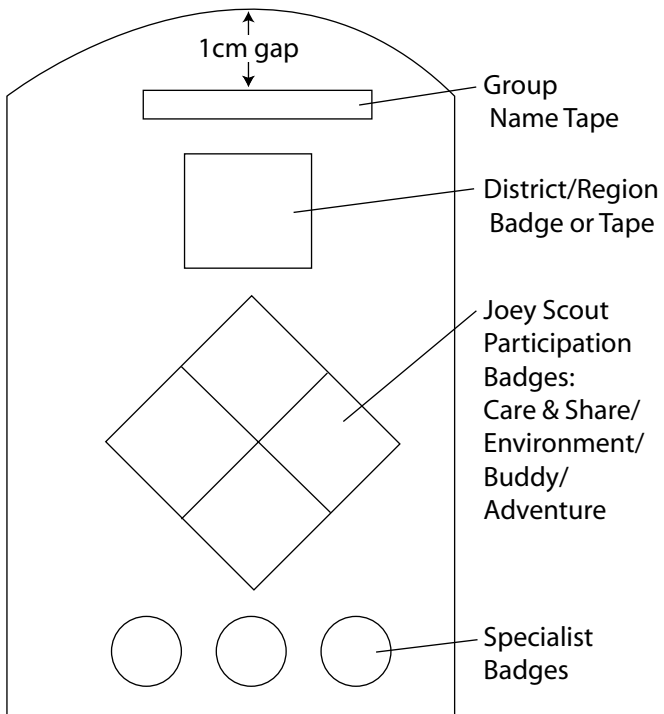 1cm gap
Group
Name Tape
District/Region
Badge or Tape
Joey Scout
Participation
Badges:
Care & Share/
Environment/
Buddy/
Adventure
Specialist
Badges